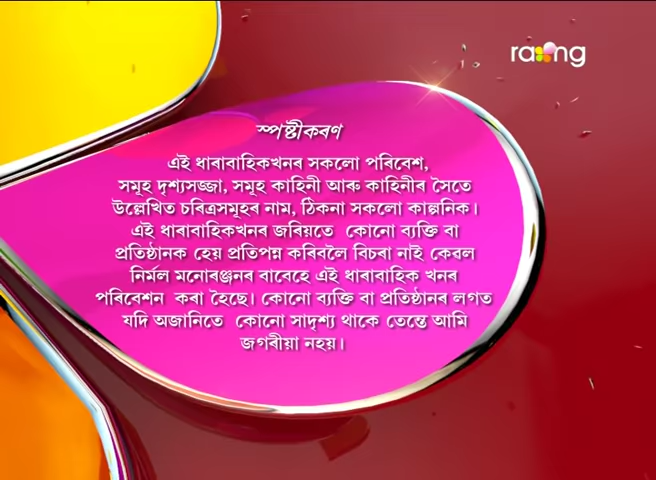 rang
স্পষ্টীকৰণ
এই ধাৰাবাহিকখনৰ সকলো পৰিবেশ,
সমূহ দৃশ্যসজ্জা, সমূহ কাহিনী আৰু কাহিনীৰ সৈতে
উল্লেখিত চৰিত্ৰসমূহৰ নাম, ঠিকনা সকলো কাল্পনিক।
এই ধাৰাবাহিকখনৰ জৰিয়তে কোনো ব্যক্তি বা
প্ৰতিষ্ঠানক হেয় প্ৰতিপন্ন কৰিবলৈ বিচৰা নাই কেৱল
নিৰ্মল মনোৰঞ্জনৰ বাবেহে এই ধাৰাবাহিক খনৰ
পৰিবেশন কৰা হৈছে। কোনো ব্যক্তি বা প্ৰতিষ্ঠানৰ লগত
যদি অজানিতে কোনো সাদৃশ্য থাকে তেন্তে আমি
জগৰীয়া নহয়।